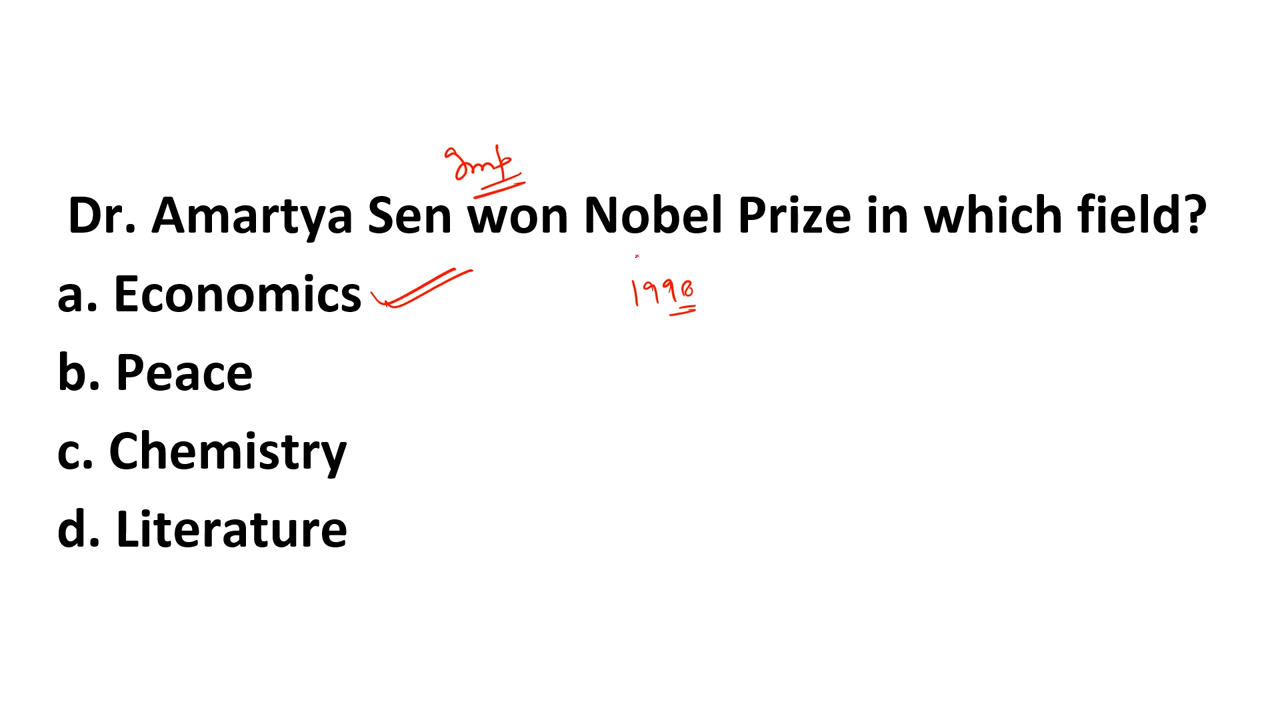 Imp
Dr. Amartya Sen won Nobel Prize in which field?
a. Economics
1998
b. Peace
c. Chemistry
d. Literature